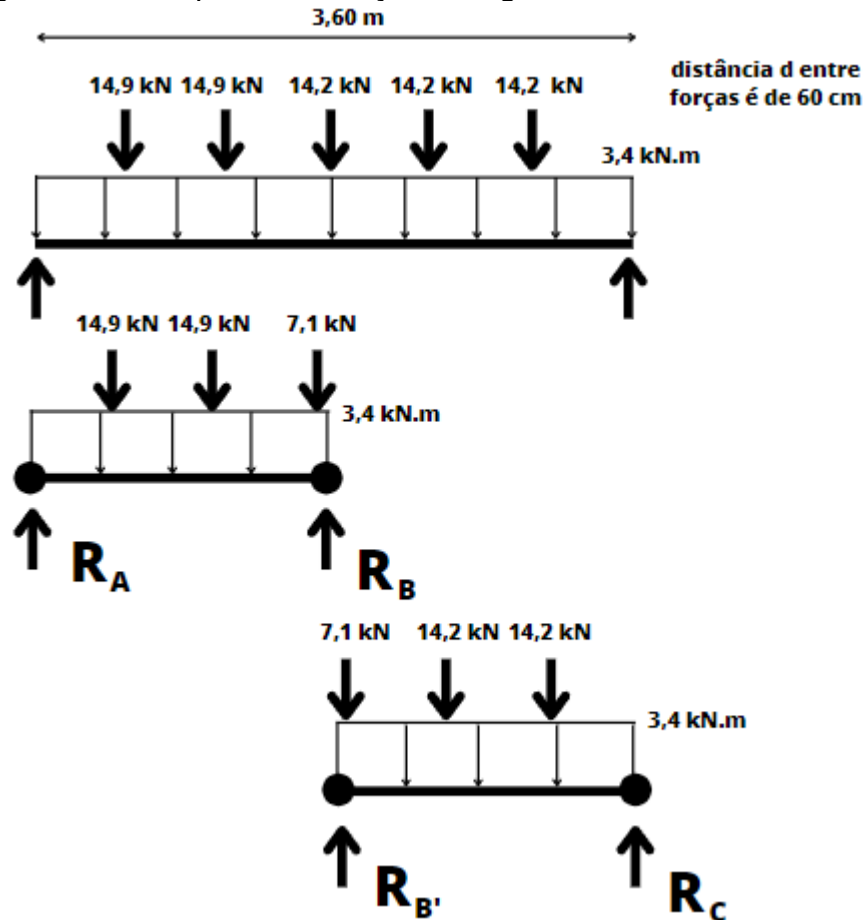 3,60 m
distância d entre
forças é de 60 cm
14,9 kN 14,9 kN 14,2 kN 14,2 kN 14,2 kN
3,4 kN.m
14,9 kN 14,9 kN 7,1 kN
3,4 kN.m
RA RB
7,1 kN 14,2 kN 14,2 kN
3,4 kN.m
RB' RC